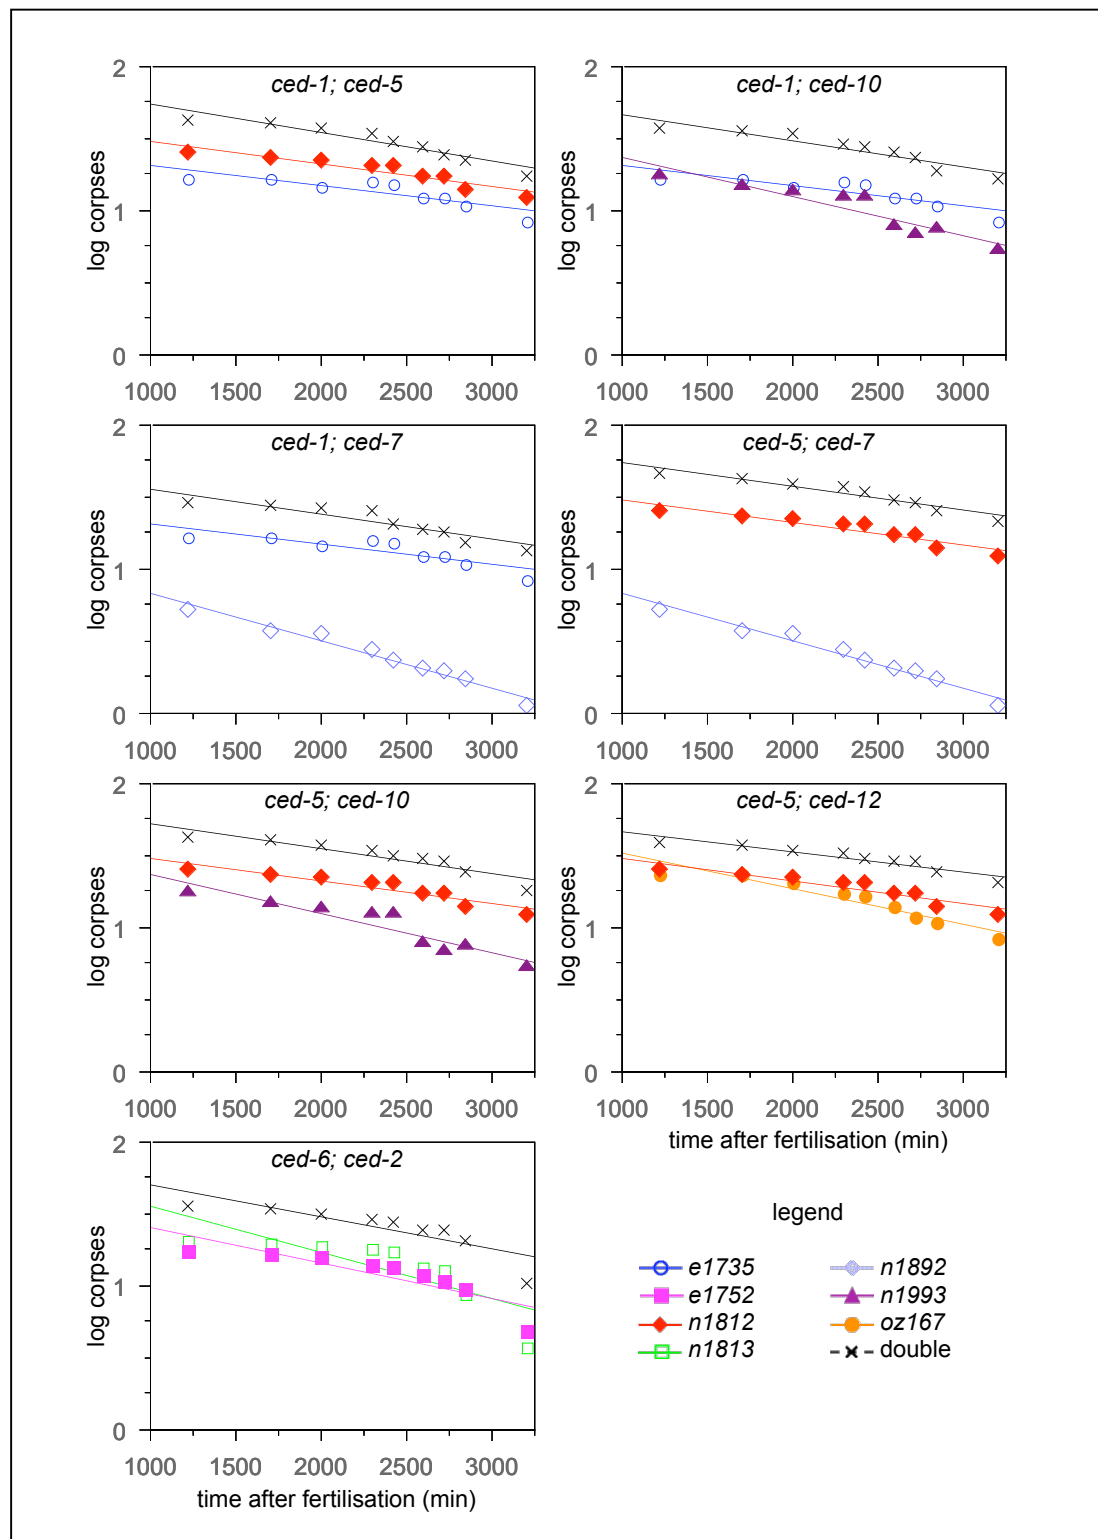 ced-1; ced-5
log corpses
2
1
0
1000 1500 2000 2500 3000
ced-1; ced-10
log corpses
2
1
0
1000 1500 2000 2500 3000
ced-1; ced-7
log corpses
2
1
0
1000 1500 2000 2500 3000
ced-5; ced-7
log corpses
2
1
0
1000 1500 2000 2500 3000
ced-5; ced-10
log corpses
2
1
0
1000 1500 2000 2500 3000
ced-5; ced-12
log corpses
2
1
0
1000 1500 2000 2500 3000
time after fertilisation (min)
ced-6; ced-2
log corpses
2
1
0
1000 1500 2000 2500 3000
time after fertilisation (min)
legend
e1735
e1752
n1812
n1813
n1892
n1993
oz167
double